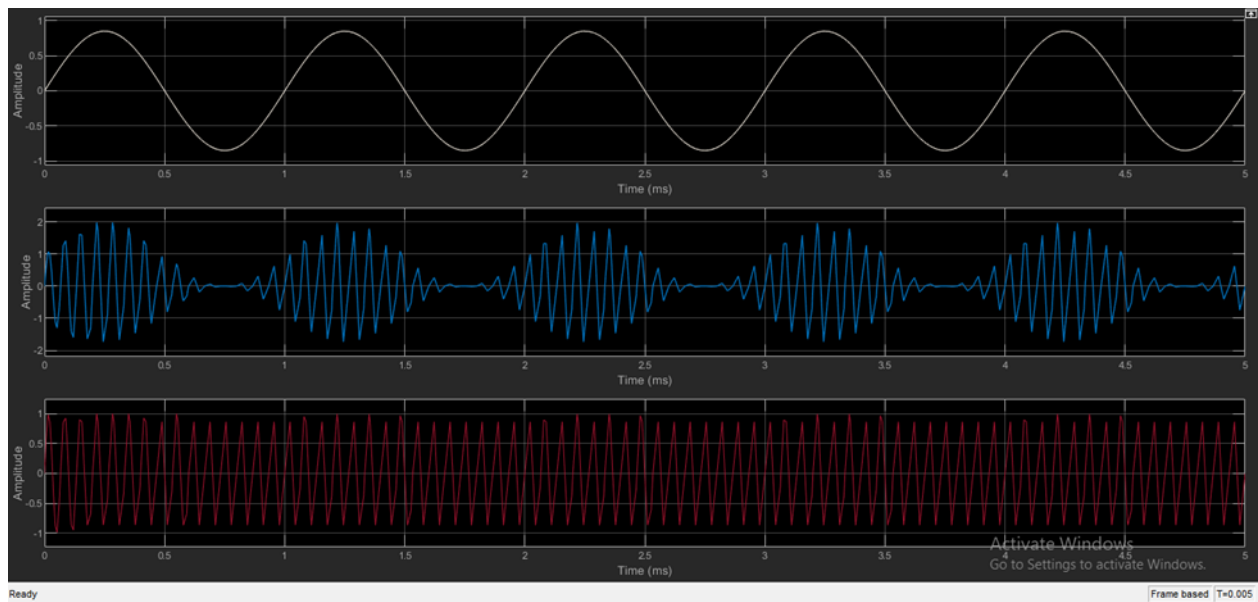 1
0.5
0
-0.5
-1
Amplitude
0 0.5 1 1.5 2 2.5 3 3.5 4 4.5 5
Time (ms)
2
1
0
-1
-2
Amplitude
0 0.5 1 1.5 2 2.5 3 3.5 4 4.5 5
Time (ms)
1
0.5
0
-0.5
-1
Amplitude
0 0.5 1 1.5 2 2.5 3 3.5 4 4.5 5
Time (ms)
Activate Windows
Go to Settings to activate Windows.
Ready Frame based T=0.005